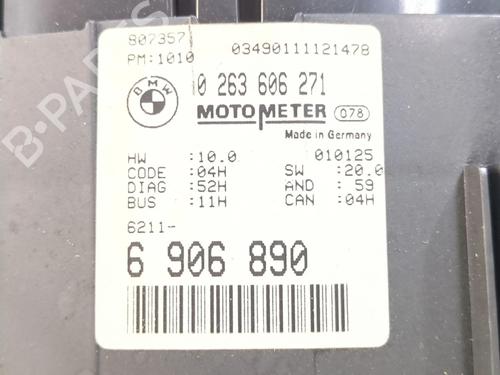 807357
03490111121478
PM:1010
BMW
0 263 606 271
MOTOMETER 078
Made in Germany
HW :10.0 010125
CODE :04H SW :20.0
DIAG :52H AND : 59
BUS :11H CAN :04H
6211-
6 906 890